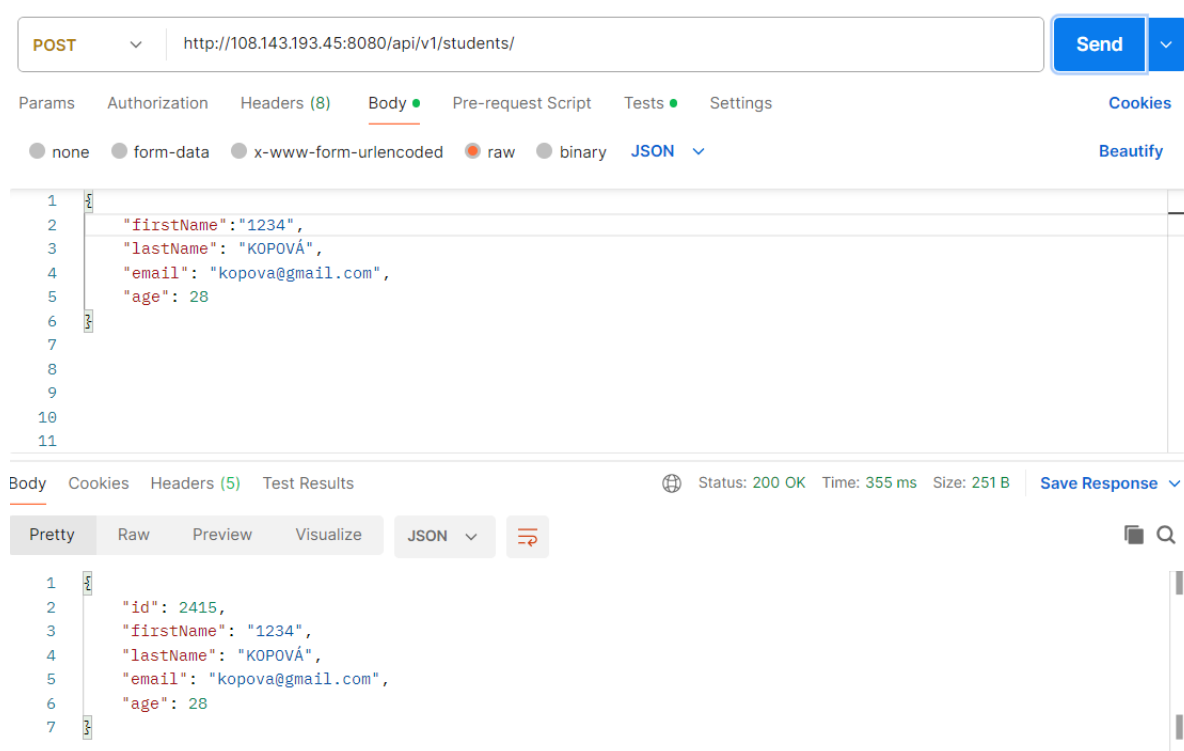 POST http://108.143.193.45:8080/api/v1/students/ Send
Params Authorization Headers (8) Body Pre-request Script Tests Settings Cookies
none form-data x-www-form-urlencoded raw binary JSON Beautify
1 {
2 "firstName":"1234",
3 "lastName": "KOPOVÁ",
4 "email": "kopova@gmail.com",
5 "age": 28
6 }
7
8
9
10
11
Body Cookies Headers (5) Test Results Status: 200 OK Time: 355 ms Size: 251 B Save Response
Pretty Raw Preview Visualize JSON
1 {
2 "id": 2415,
3 "firstName": "1234",
4 "lastName": "KOPOVÁ",
5 "email": "kopova@gmail.com",
6 "age": 28
7 }